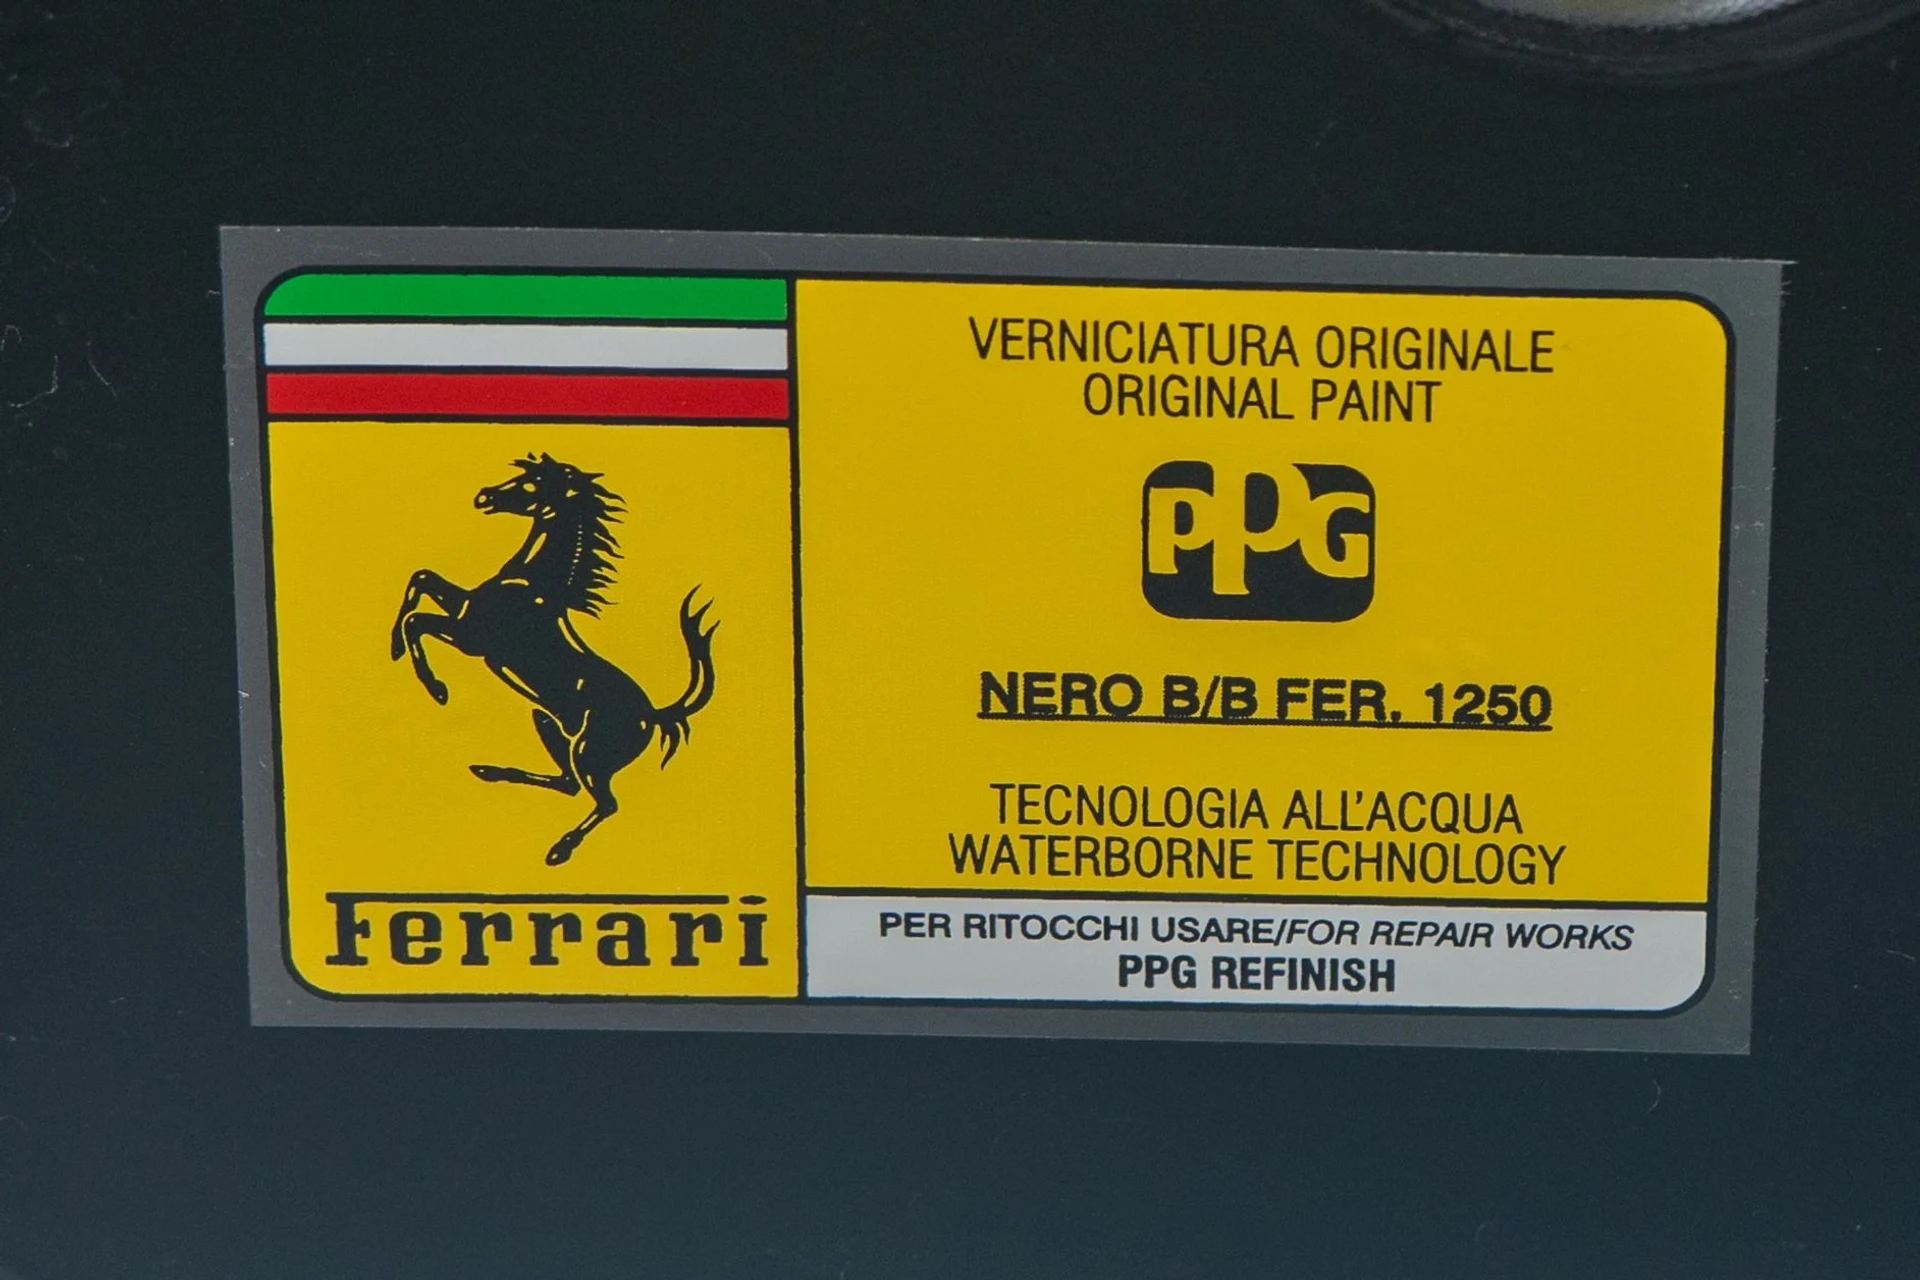 Ferrari
VERNICIATURA ORIGINALE
ORIGINAL PAINT
PPG
NERO B/B FER. 1250
TECNOLOGIA ALL'ACQUA
WATERBORNE TECHNOLOGY
PER RITOCCHI USARE/FOR REPAIR WORKS
PPG REFINISH